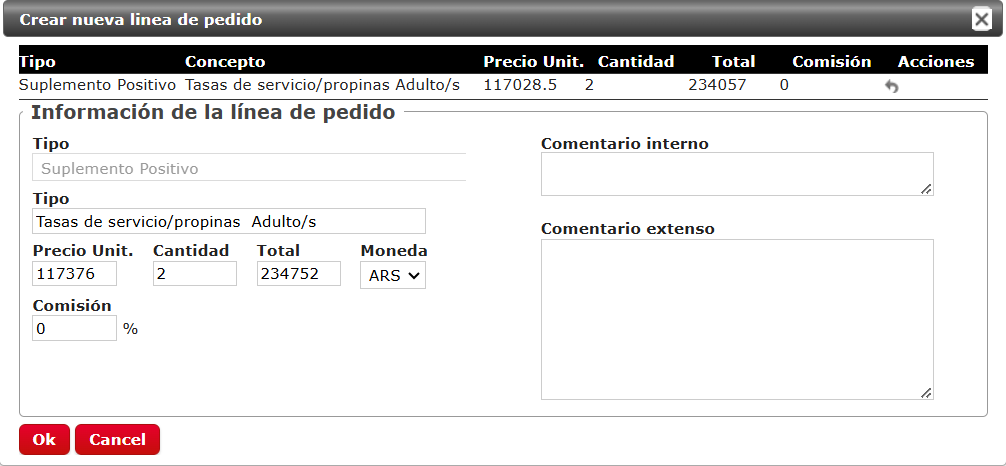 Crear nueva linea de pedido
Tipo Concepto Precio Unit. Cantidad Total Comisión Acciones
Suplemento Positivo Tasas de servicio/propinas Adulto/s 117028.5 2 234057 0
Información de la línea de pedido
Tipo
Suplemento Positivo
Tipo
Tasas de servicio/propinas  Adulto/s
Precio Unit. Cantidad Total Moneda
117376 2 234752 ARS
Comisión
0 %
Comentario interno
Comentario extenso
Ok Cancel